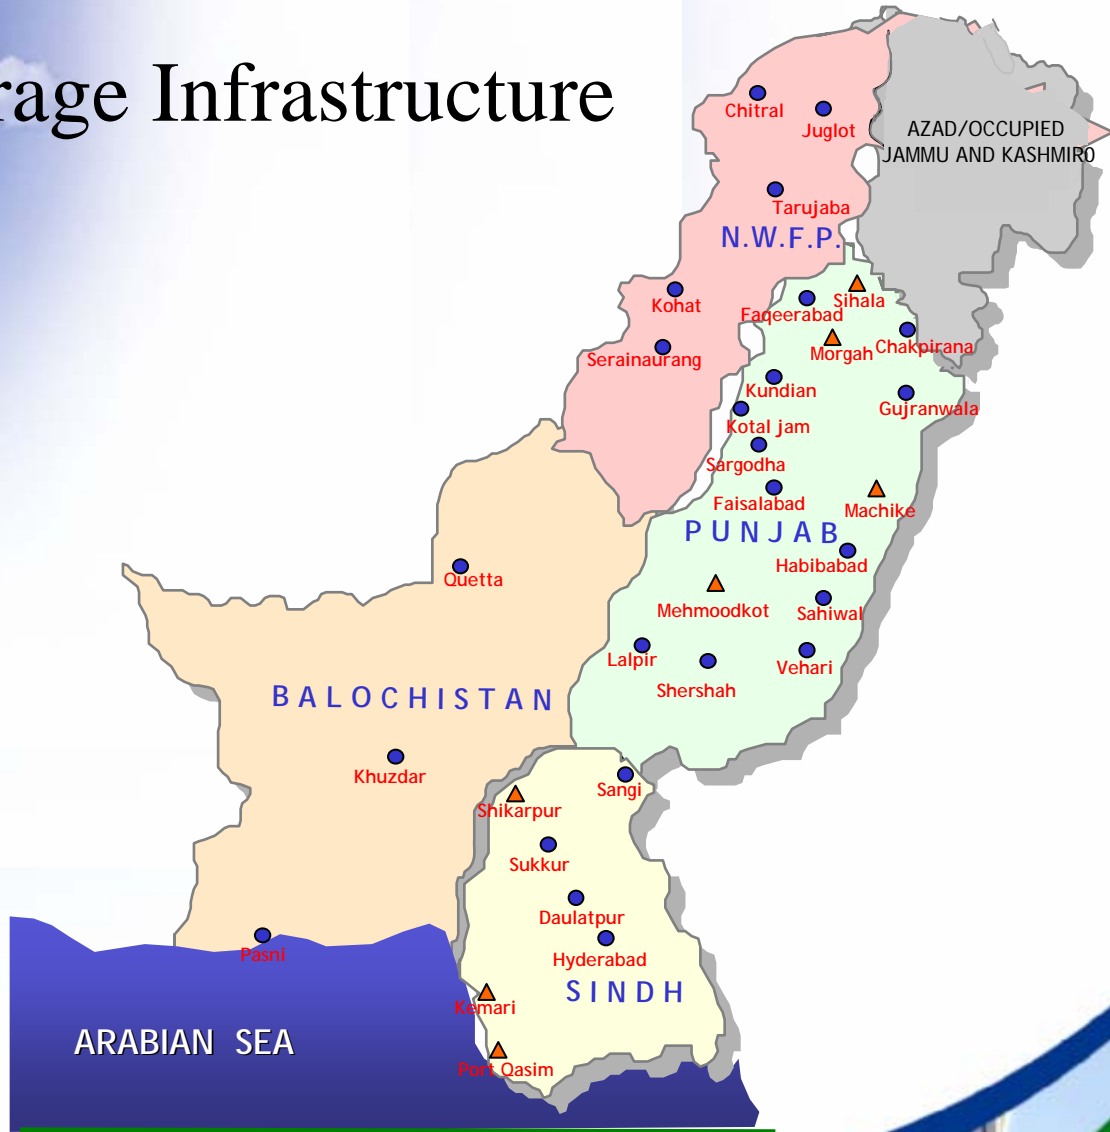 rage Infrastructure
Chitral
Juglot
AZAD/OCCUPIED
JAMMU AND KASHMIR0
Tarujaba
N.W.F.P.
Kohat
Sihala
Faqeerabad
Serainaurang
Morgah
Chakpirana
Kundian
Gujranwala
Kotal jam
Sargodha
Faisalabad
Machike
PUNJAB
Habibabad
Quetta
Mehmoodkot
Sahiwal
Lalpir
Vehari
Shershah
BALOCHISTAN
Khuzdar
Sangi
Shikarpur
Sukkur
Daulatpur
Pasni
Hyderabad
SINDH
Kemari
ARABIAN SEA
Port Qasim